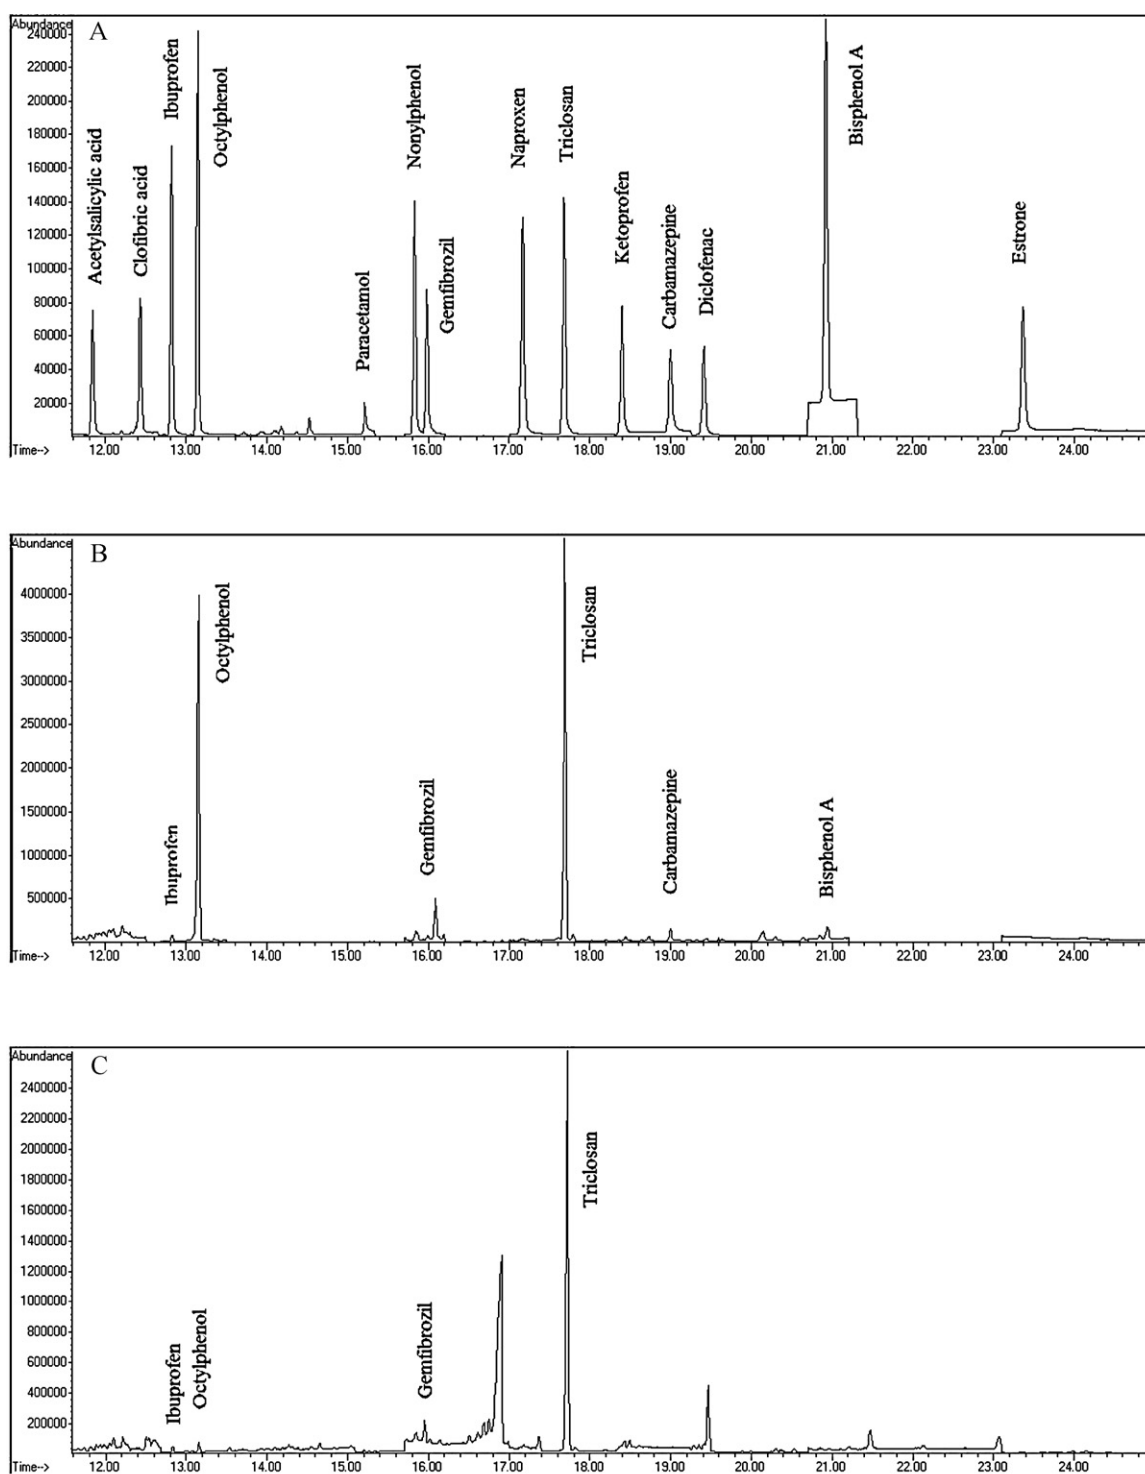 Abundance
A
240000
220000
200000
180000
160000
140000
120000
100000
80000
60000
40000
20000
Acetylsalicylic acid
Clofibric acid
Ibuprofen
Octylphenol
Paracetamol
Nonylphenol
Gemfibrozil
Naproxen
Triclosan
Ketoprofen
Carbamazepine
Diclofenac
Bisphenol A
Estrone
Time--> 12.00 13.00 14.00 15.00 16.00 17.00 18.00 19.00 20.00 21.00 22.00 23.00 24.00
Abundance
B
4000000
3500000
3000000
2500000
2000000
1500000
1000000
500000
Ibuprofen
Octylphenol
Gemfibrozil
Triclosan
Carbamazepine
Bisphenol A
Time--> 12.00 13.00 14.00 15.00 16.00 17.00 18.00 19.00 20.00 21.00 22.00 23.00 24.00
Abundance
C
2400000
2200000
2000000
1800000
1600000
1400000
1200000
1000000
800000
600000
400000
200000
Ibuprofen
Octylphenol
Gemfibrozil
Triclosan
Time--> 12.00 13.00 14.00 15.00 16.00 17.00 18.00 19.00 20.00 21.00 22.00 23.00 24.00